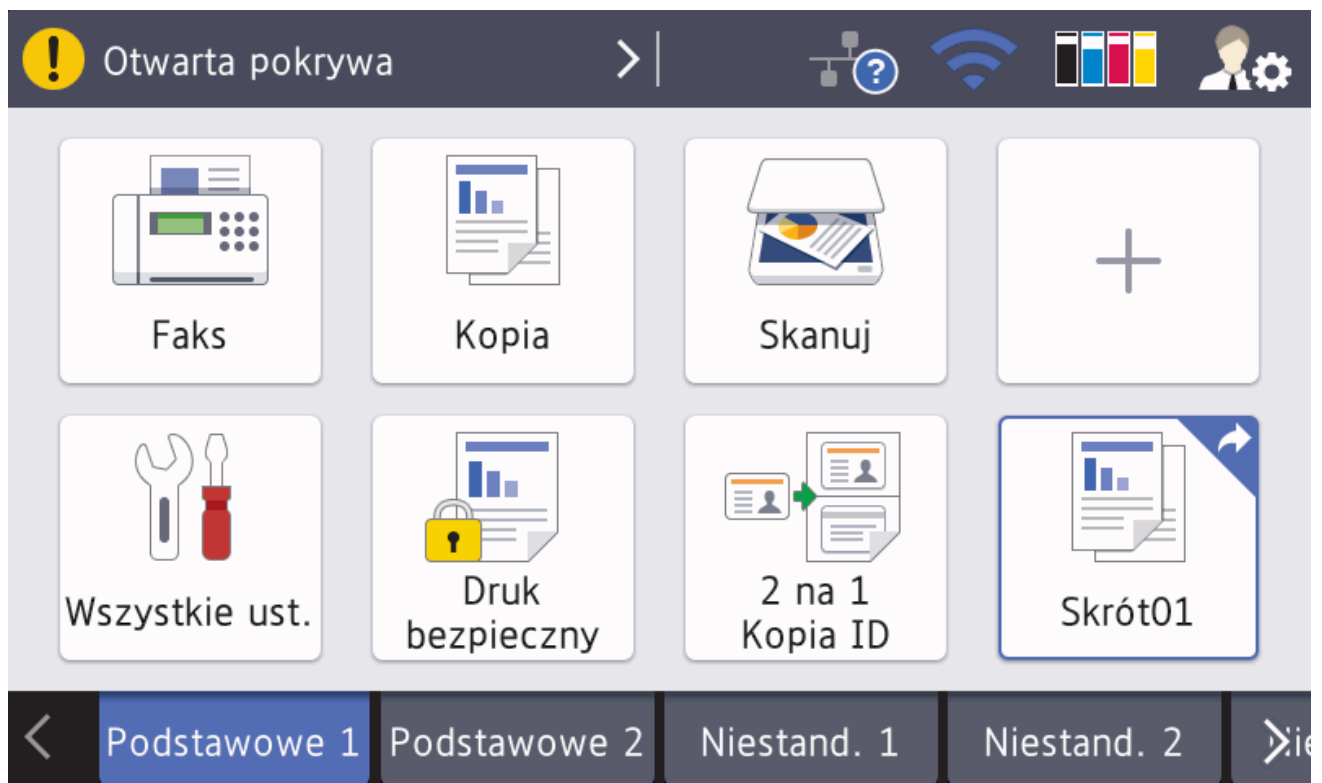 Otwarta pokrywa
Faks
Kopia
Skanuj
Wszystkie ust.
Druk
bezpieczny
2 na 1
Kopia ID
Skrót01
Podstawowe 1
Podstawowe 2
Niestand. 1
Niestand. 2